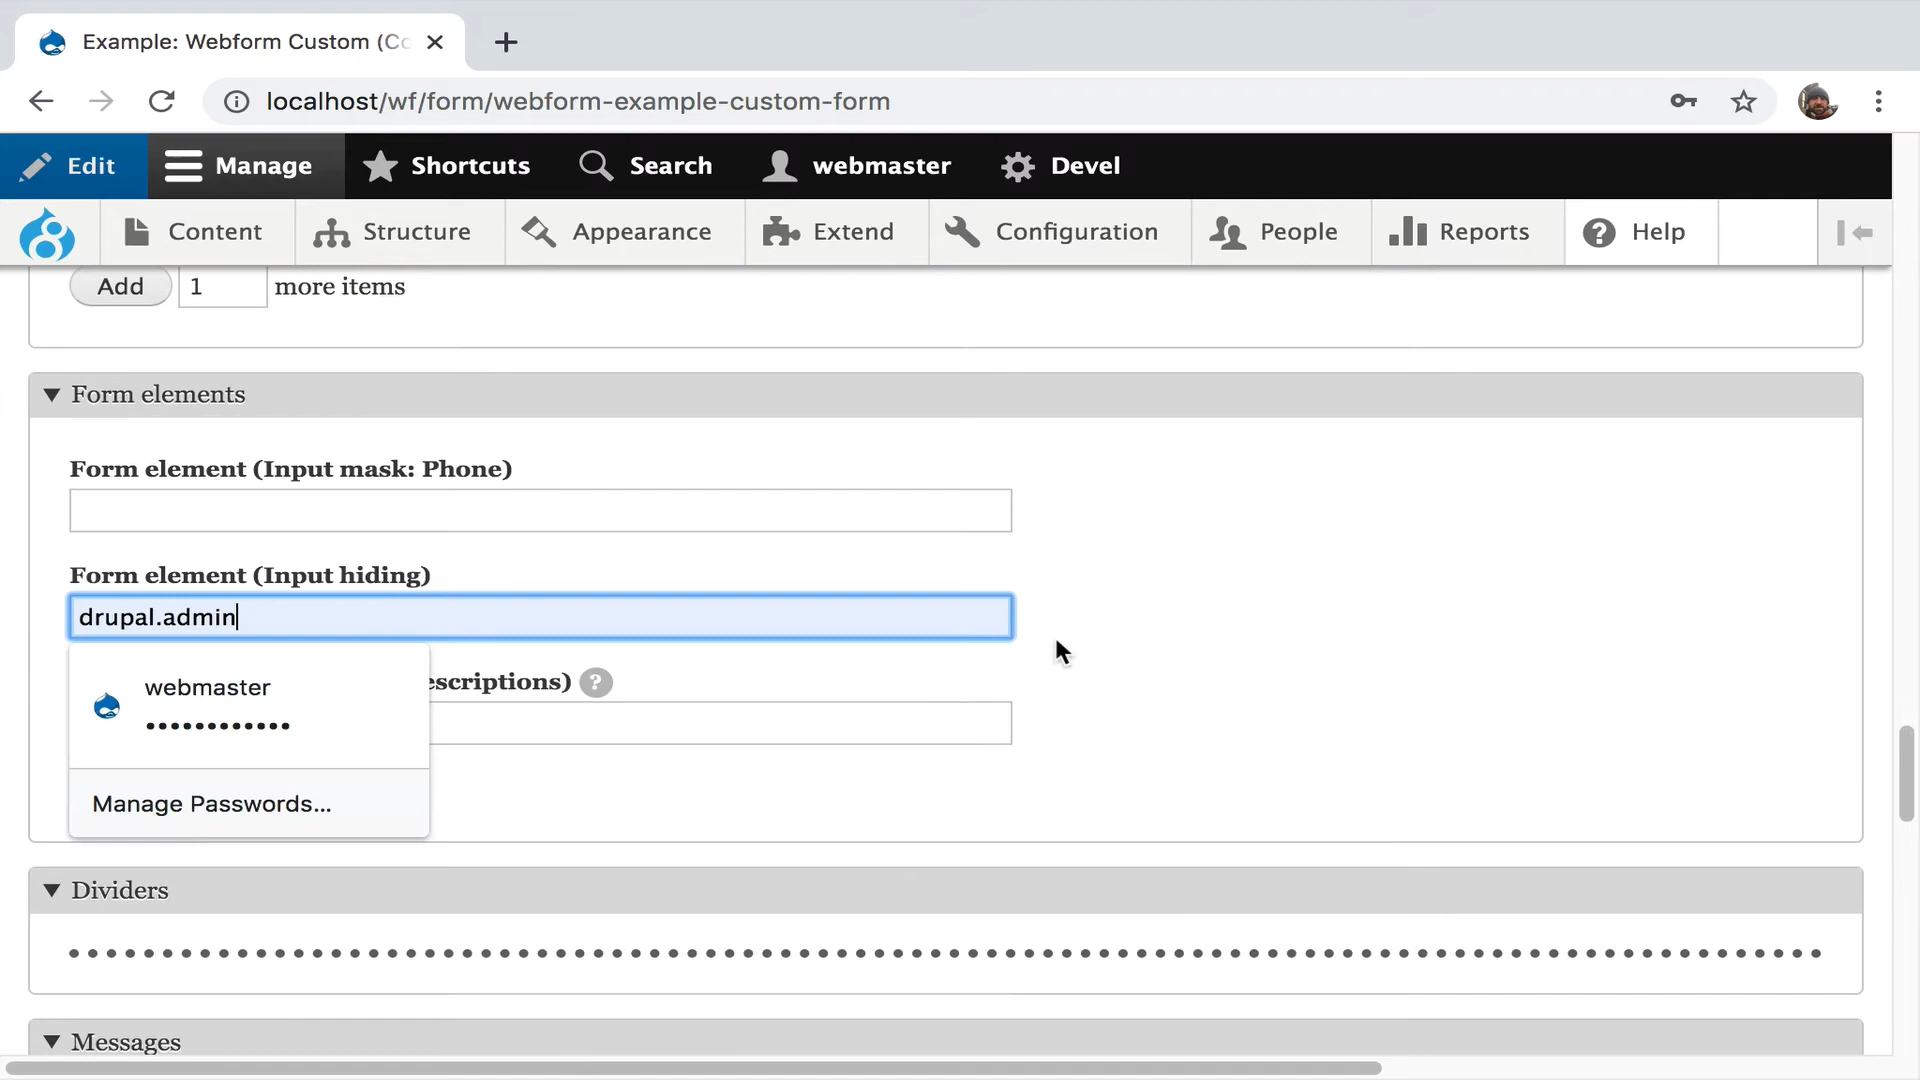 Example: Webform Custom (Co
localhost/wf/form/webform-example-custom-form
Edit Manage Shortcuts Search webmaster Devel
Content Structure Appearance Extend Configuration People Reports Help
Add 1 more items
Form elements
Form element (Input mask: Phone)
Form element (Input hiding)
drupal.admin
webmaster
escriptions) ?
••••••••••••
Manage Passwords...
Dividers
Messages